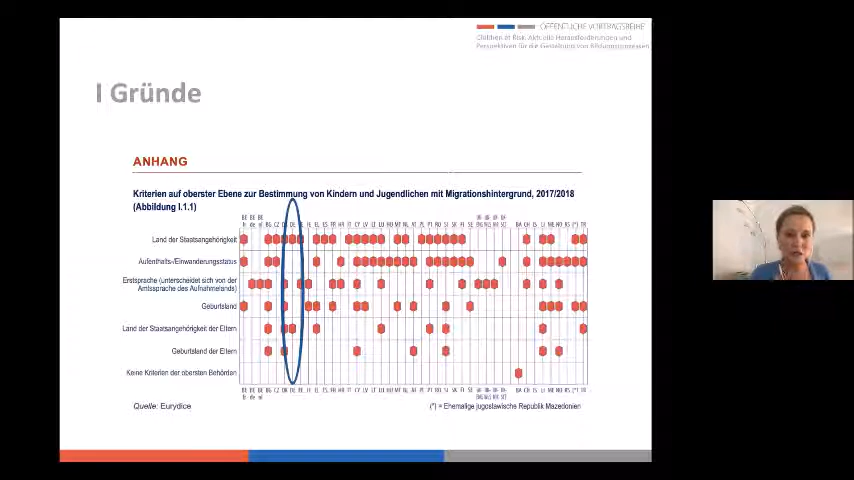 ÖFFENTLICHE VORTRAGSREIHE
Children at Risk: Aktuelle Herausforderungen und
Perspektiven für die Gestaltung von Bildungsprozessen
I Gründe
ANHANG
Kriterien auf oberster Ebene zur Bestimmung von Kindern und Jugendlichen mit Migrationshintergrund, 2017/2018
(Abbildung I.1.1)
Land der Staatsangehörigkeit
Aufenthalts-/Einwanderungsstatus
Erstsprache (unterscheidet sich von der
Amtssprache des Aufnahmelands)
Geburtsland
Land der Staatsangehörigkeit der Eltern
Geburtsland der Eltern
Keine Kriterien der obersten Behörden
Quelle: Eurydice
(*) = Ehemalige jugoslawische Republik Mazedonien